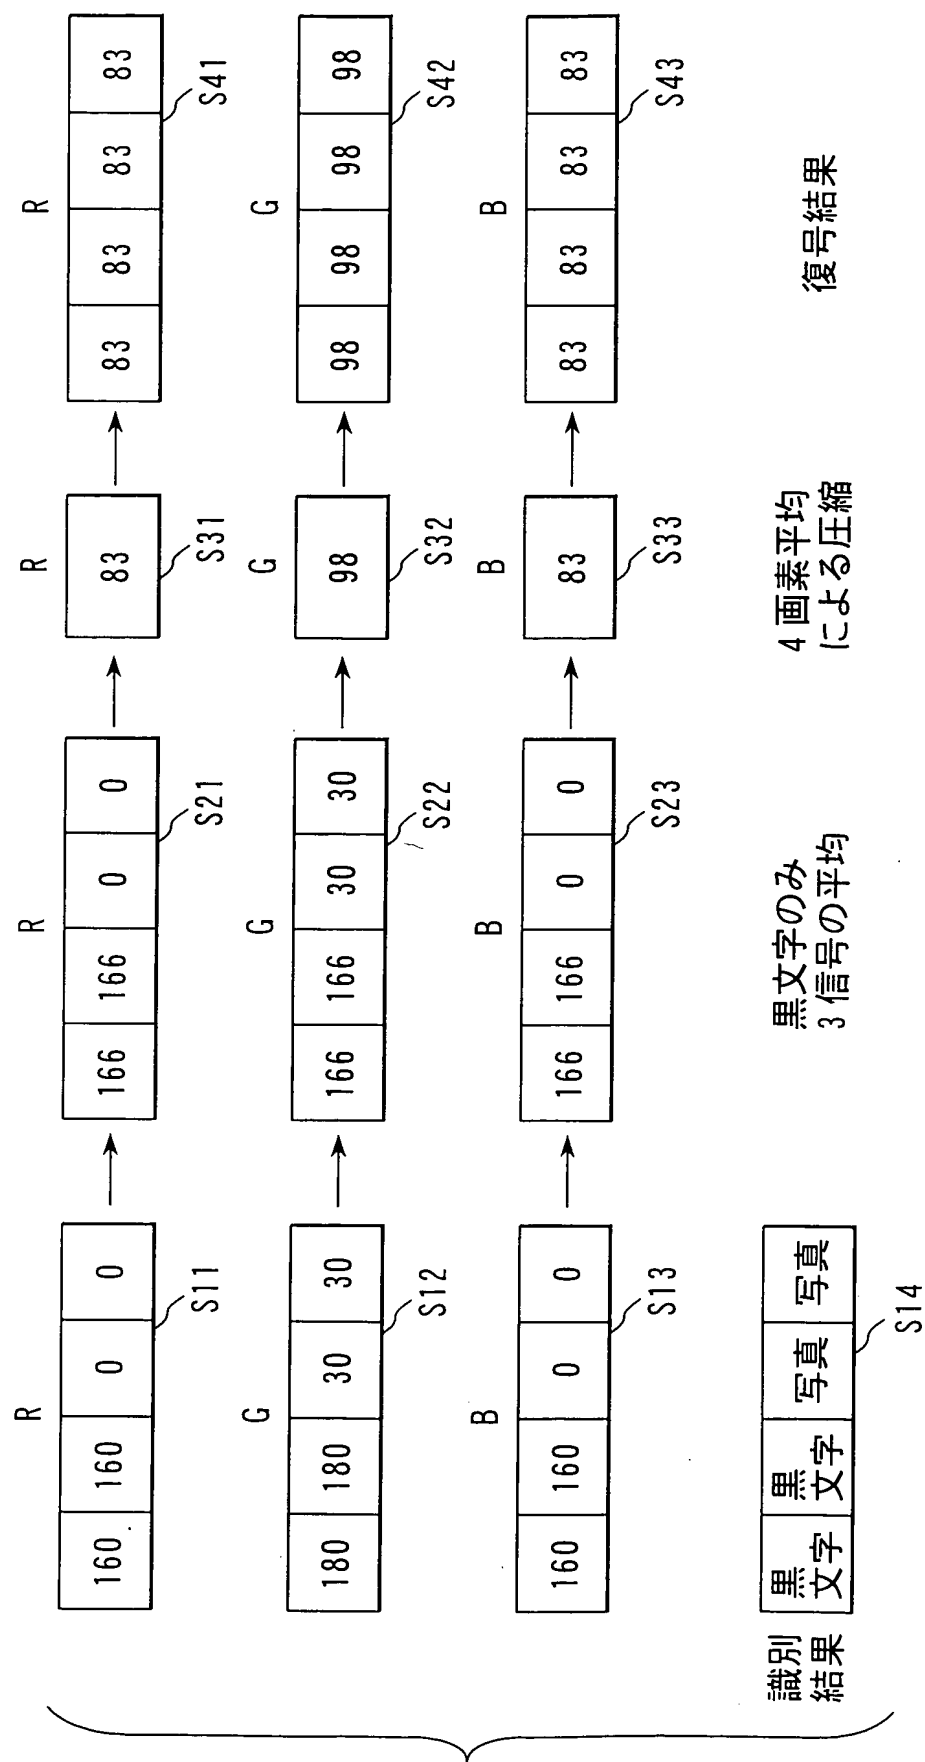 R
160 160 0 0
S11
R
166 166 0 0
S21
R
83
S31
R
83 83 83 83
S41
G
180 180 30 30
S12
G
166 166 30 30
S22
G
98
S32
G
98 98 98 98
S42
B
160 160 0 0
S13
B
166 166 0 0
S23
B
83
S33
B
83 83 83 83
S43
識別
結果
黒
文字
黒
文字
写真
写真
S14
黒文字のみ
3信号の平均
4画素平均
による圧縮
復号結果